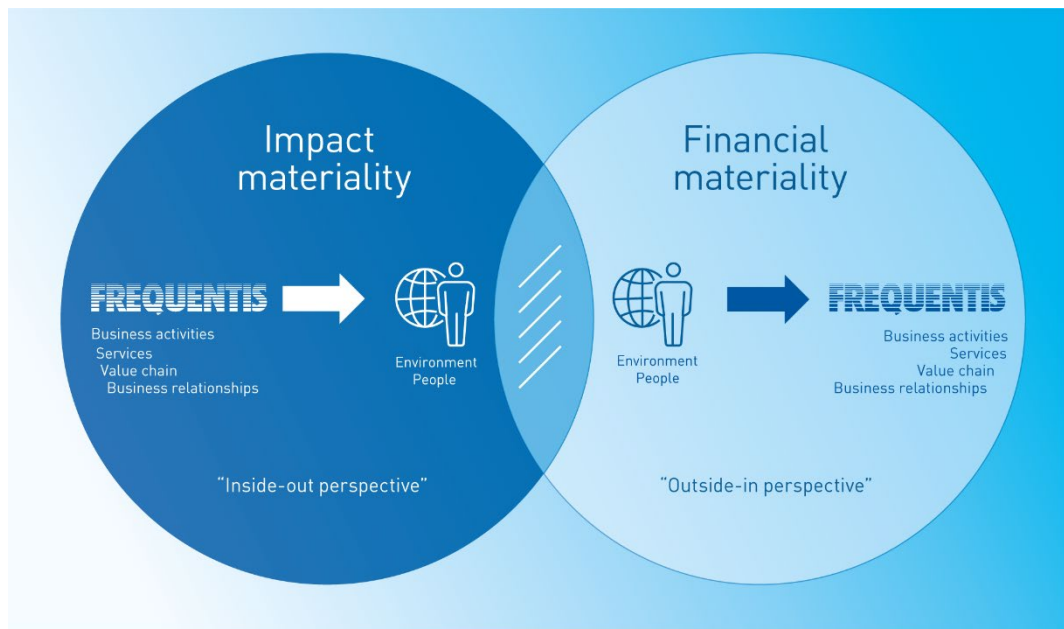 Impact
materiality
FREQUENTIS
Business activities
Services
Value chain
Business relationships
Environment
People
"Inside-out perspective"
Financial
materiality
Environment
People
FREQUENTIS
Business activities
Services
Value chain
Business relationships
"Outside-in perspective"